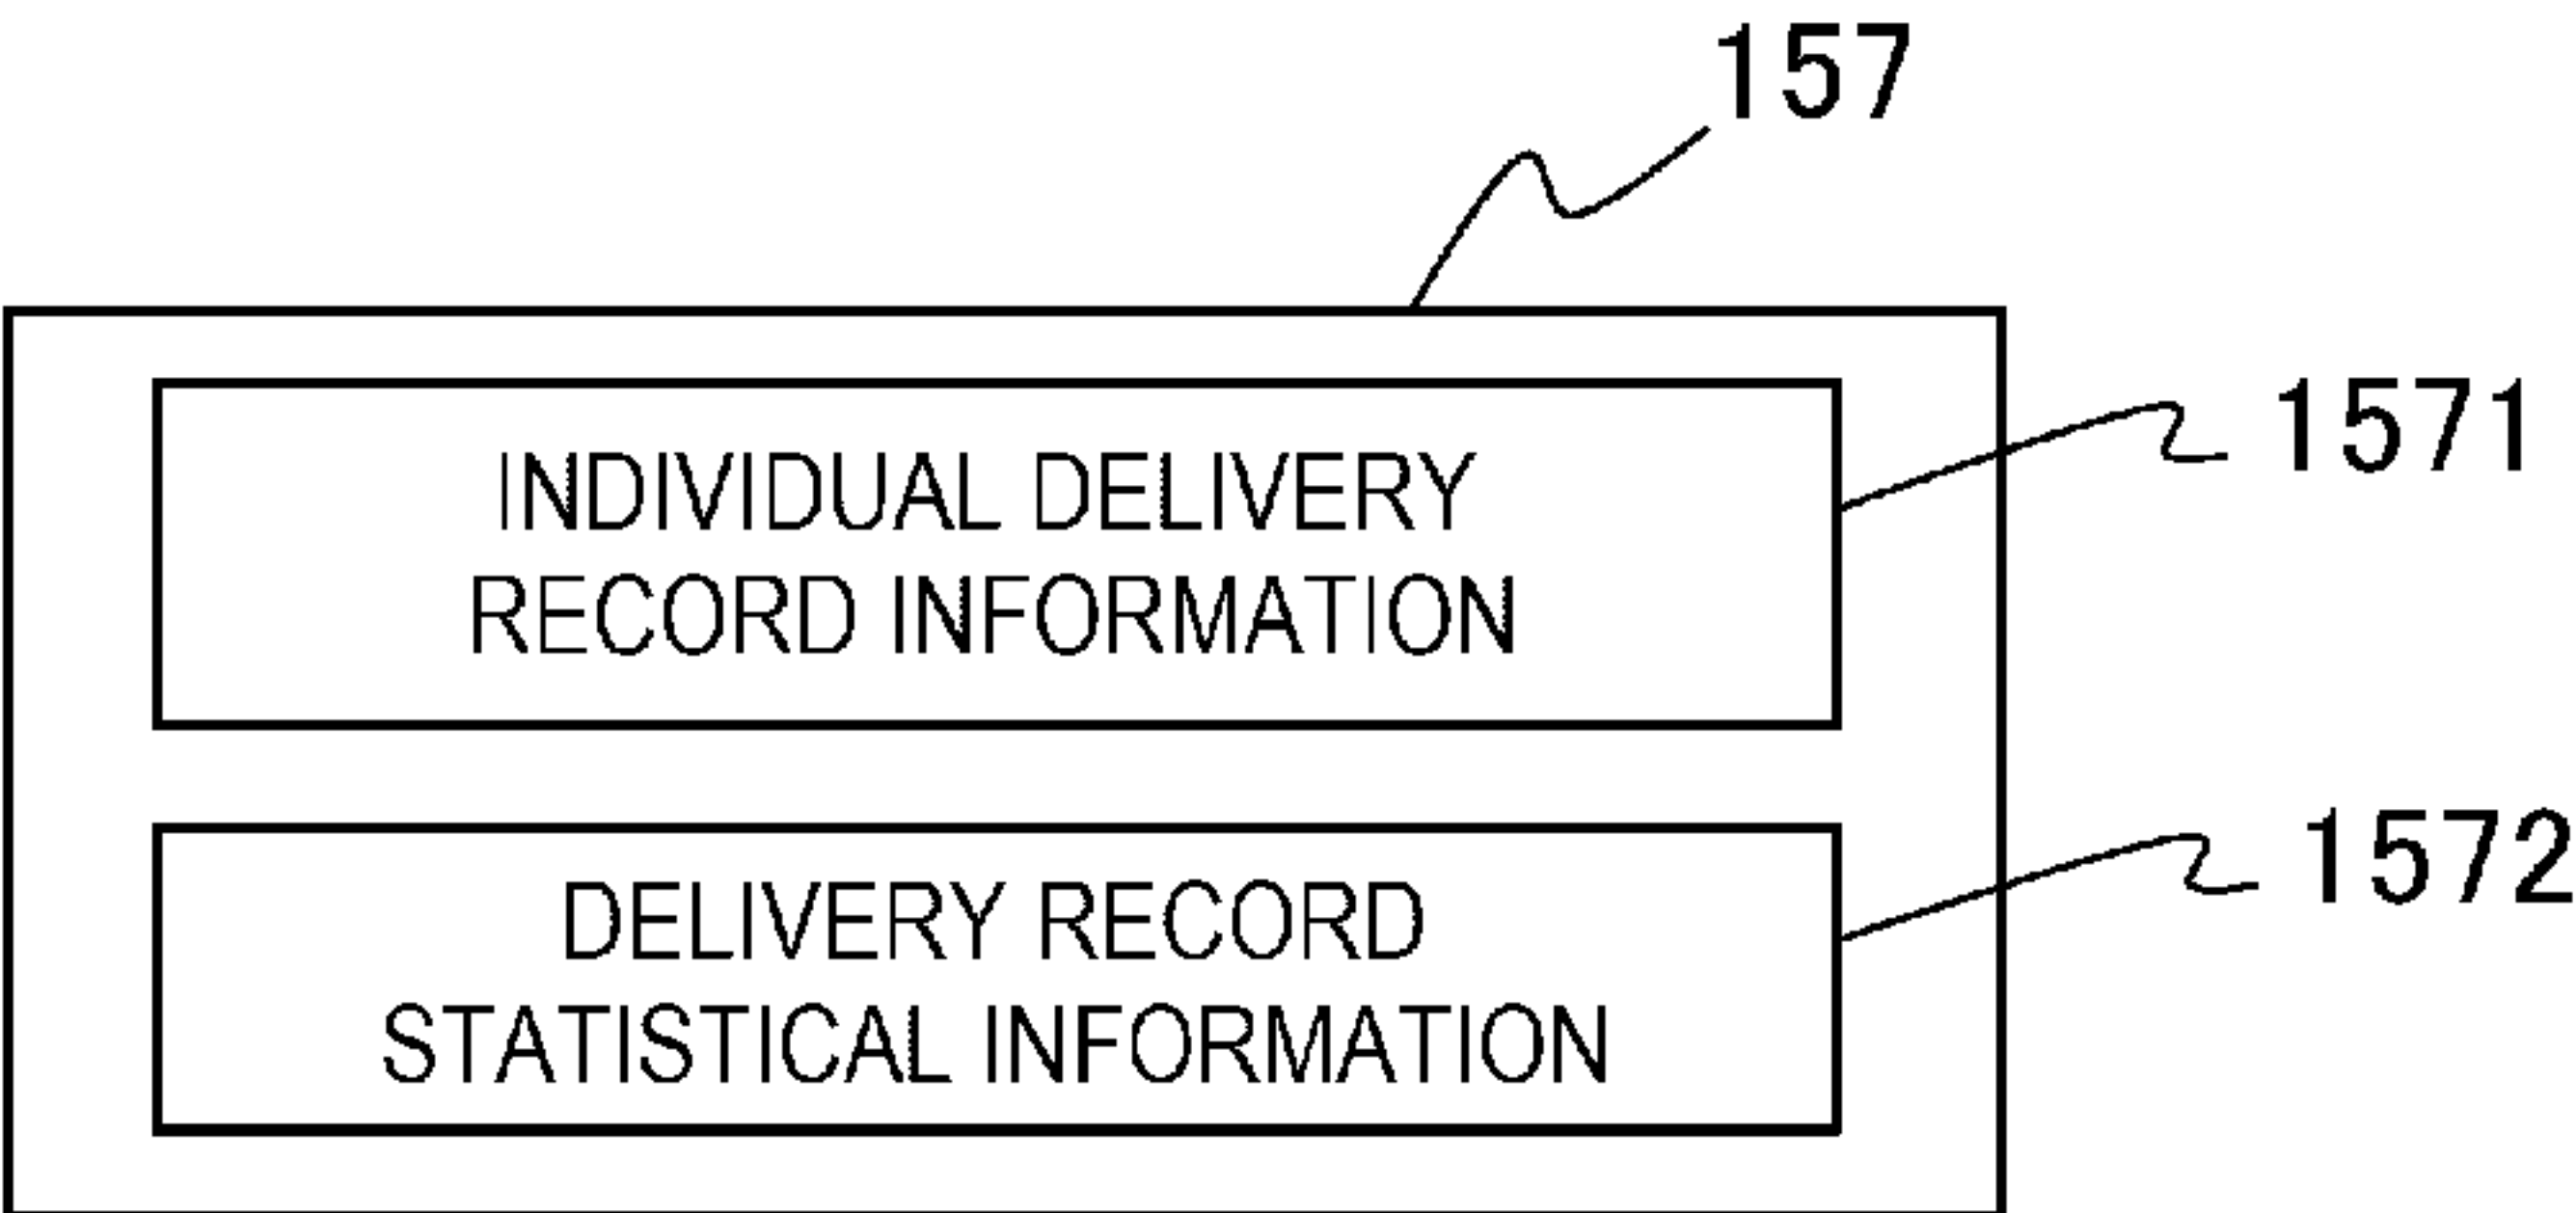 157
INDIVIDUAL DELIVERY
RECORD INFORMATION
1571
DELIVERY RECORD
STATISTICAL INFORMATION
1572